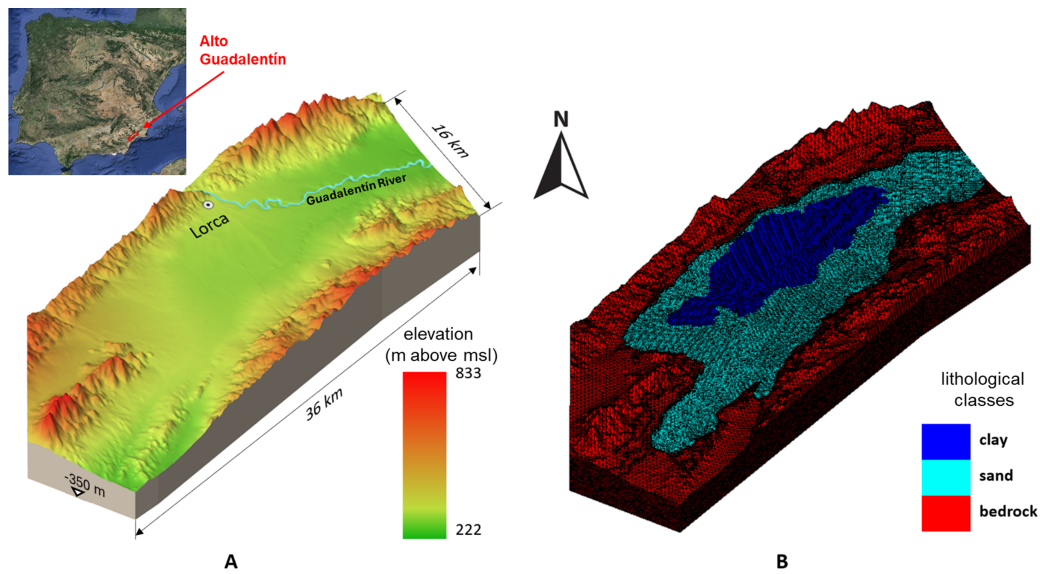 Alto
Guadalentín
16 km
Guadalentín River
Lorca
elevation
(m above msl)
833
222
36 km
-350 m
A
N
lithological
classes
clay
sand
bedrock
B